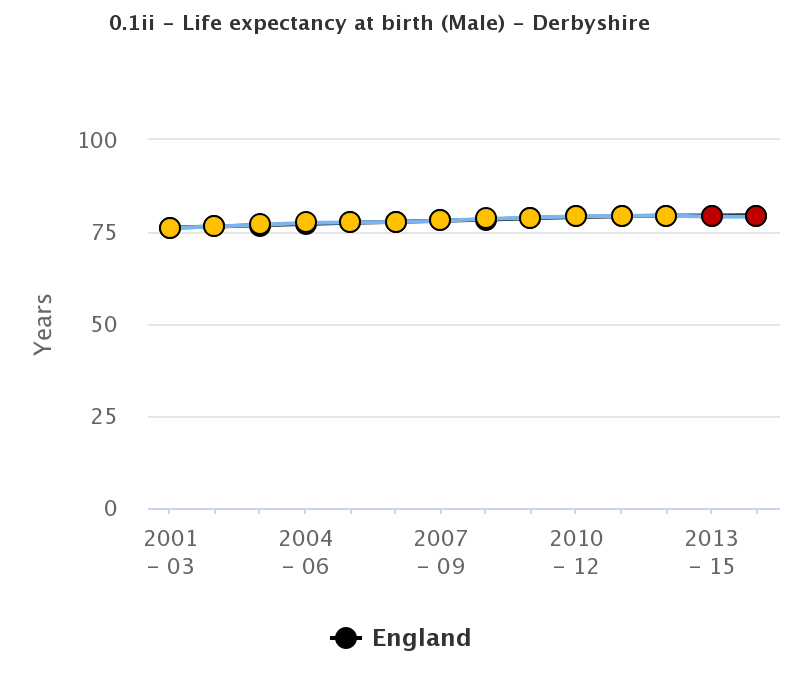 0.1ii – Life expectancy at birth (Male) – Derbyshire
100
75
50
25
0
Years
2001 – 03
2004 – 06
2007 – 09
2010 – 12
2013 – 15
England